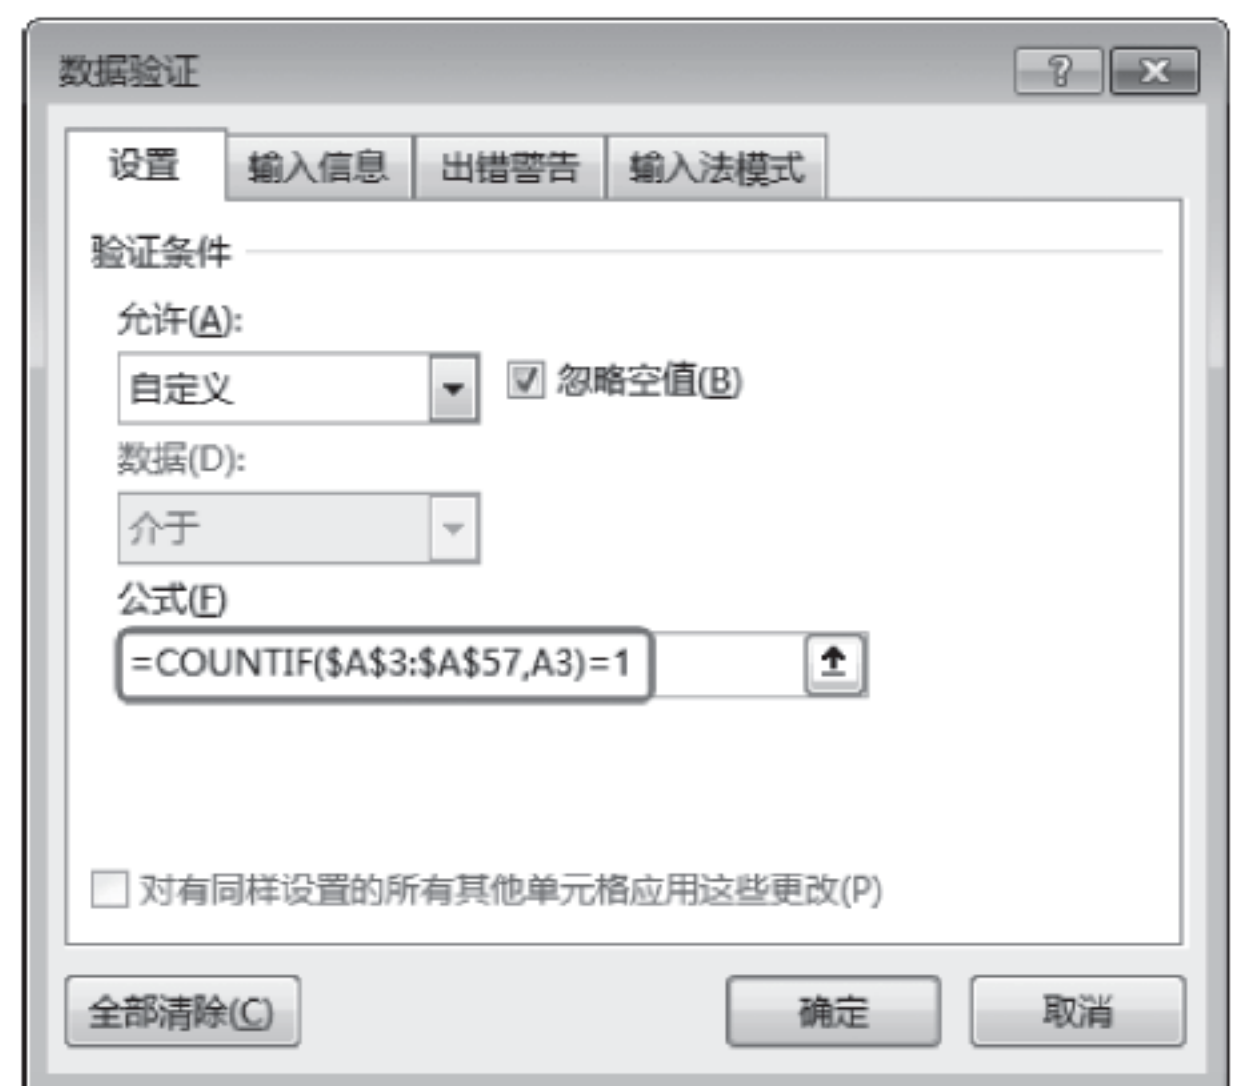 数据验证
设置 输入信息 出错警告 输入法模式
验证条件
允许(A):
自定义 忽略空值(B)
数据(D):
介于
公式(F)
=COUNTIF($A$3:$A$57,A3)=1
对有同样设置的所有其他单元格应用这些更改(P)
全部清除(C) 确定 取消